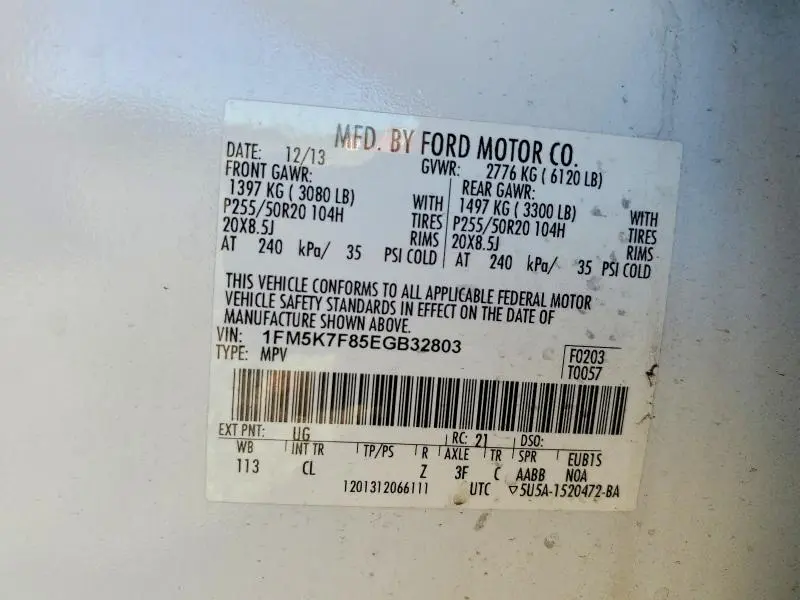 MFD. BY FORD MOTOR CO.
DATE: 12/13 GVWR: 2776 KG ( 6120 LB)
FRONT GAWR: REAR GAWR:
1397 KG ( 3080 LB) WITH 1497 KG ( 3300 LB) WITH
P255/50R20 104H TIRES P255/50R20 104H TIRES
20X8.5J RIMS 20X8.5J RIMS
AT 240 kPa/ 35 PSI COLD AT 240 kPa/ 35 PSI COLD
THIS VEHICLE CONFORMS TO ALL APPLICABLE FEDERAL MOTOR
VEHICLE SAFETY STANDARDS IN EFFECT ON THE DATE OF
MANUFACTURE SHOWN ABOVE.
VIN: 1FM5K7F85EGB32803
TYPE: MPV F0203
T0057
EXT PNT: UG RC: 21 DSO:
WB INT TR TP/PS R AXLE TR SPR EUB1S
113 CL Z 3F C AABB NOA
1201312066111 UTC ▽5U5A-1520472-BA